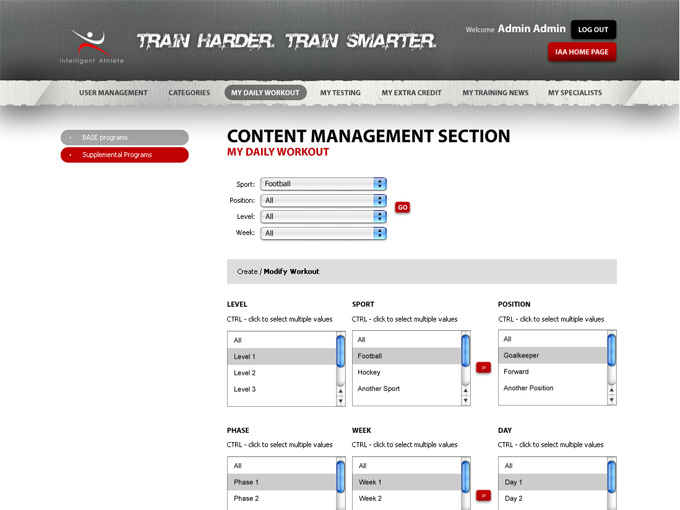 TRAIN HARDER. TRAIN SMARTER.
Welcome Admin Admin
LOG OUT
IAA HOME PAGE
Intelligent Athlete
USER MANAGEMENT CATEGORIES MY DAILY WORKOUT MY TESTING MY EXTRA CREDIT MY TRAINING NEWS MY SPECIALISTS
BASE programs
Supplemental Programs
CONTENT MANAGEMENT SECTION
MY DAILY WORKOUT
Sport: Football
Position: All
GO
Level: All
Week: All
Create / Modify Workout
LEVEL
CTRL - click to select multiple values
All
Level 1
Level 2
Level 3
SPORT
CTRL - click to select multiple values
All
Football
Hockey
Another Sport
»
POSITION
CTRL - click to select multiple values
All
Goalkeeper
Forward
Another Position
PHASE
CTRL - click to select multiple values
All
Phase 1
Phase 2
WEEK
CTRL - click to select multiple values
All
Week 1
Week 2
»
DAY
CTRL - click to select multiple values
All
Day 1
Day 2